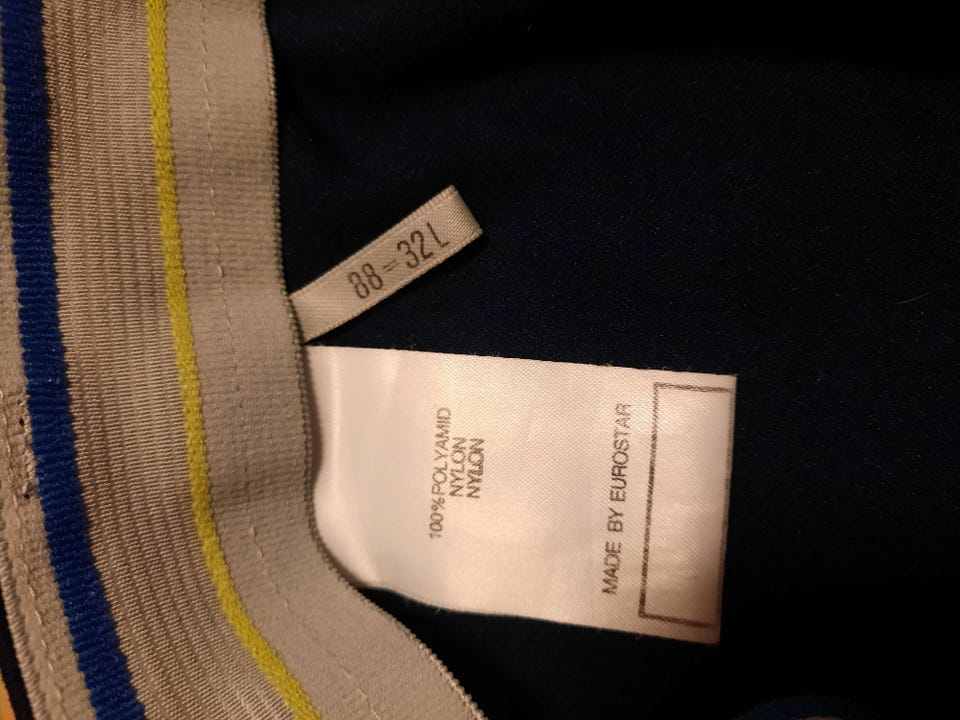 88-32L
100%POLYAMID
NYLON
NYLON
MADE BY EUROSTAR